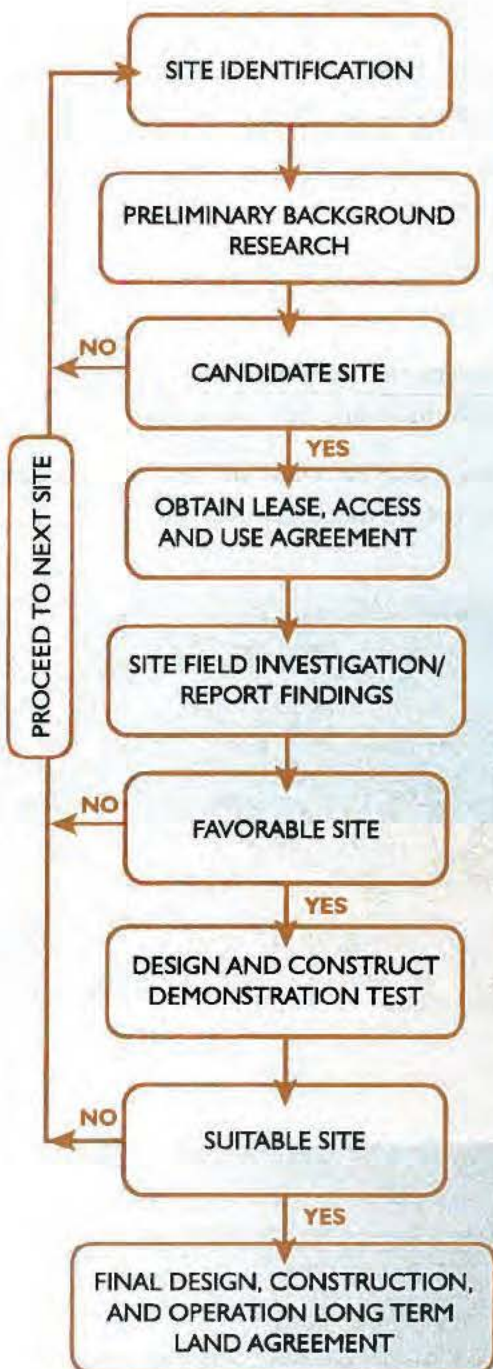 SITE IDENTIFICATION
PRELIMINARY BACKGROUND
RESEARCH
NO
CANDIDATE SITE
YES
OBTAIN LEASE, ACCESS
AND USE AGREEMENT
PROCEED TO NEXT SITE
SITE FIELD INVESTIGATION/
REPORT FINDINGS
NO
FAVORABLE SITE
YES
DESIGN AND CONSTRUCT
DEMONSTRATION TEST
NO
SUITABLE SITE
YES
FINAL DESIGN, CONSTRUCTION,
AND OPERATION LONG TERM
LAND AGREEMENT